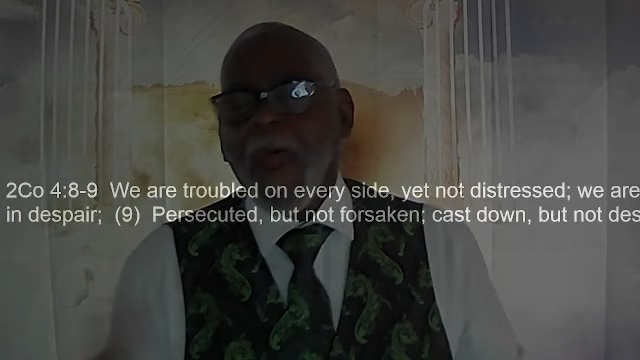 2Co 4:8-9 We are troubled on every side, yet not distressed; we are
in despair; (9) Persecuted, but not forsaken; cast down, but not des